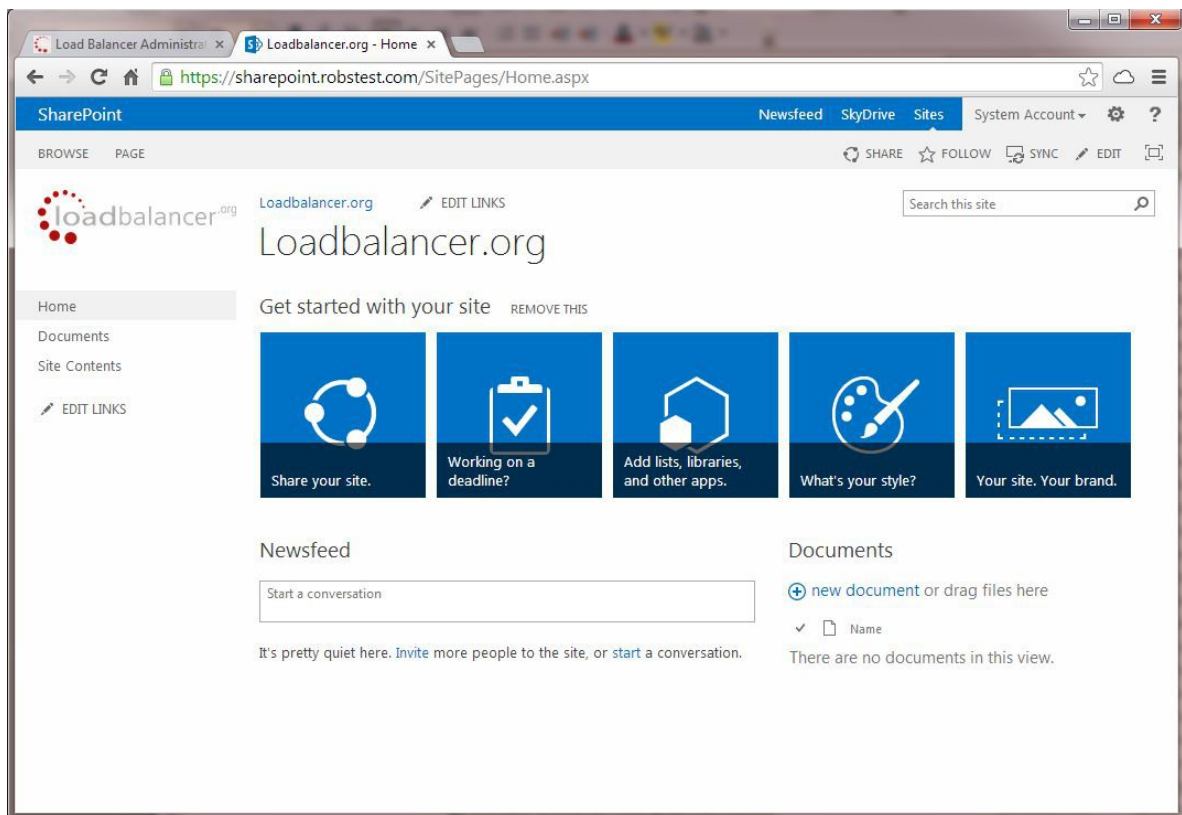 Load Balancer Administra
Loadbalancer.org - Home
https://sharepoint.robstest.com/SitePages/Home.aspx
SharePoint
Newsfeed SkyDrive Sites System Account ?
BROWSE PAGE
SHARE FOLLOW SYNC EDIT
loadbalancer.org
Loadbalancer.org EDIT LINKS
Search this site
Loadbalancer.org
Home
Documents
Site Contents
EDIT LINKS
Get started with your site REMOVE THIS
Share your site.
Working on a
deadline?
Add lists, libraries,
and other apps.
What's your style?
Your site. Your brand.
Newsfeed
Start a conversation
It's pretty quiet here. Invite more people to the site, or start a conversation.
Documents
new document or drag files here
Name
There are no documents in this view.